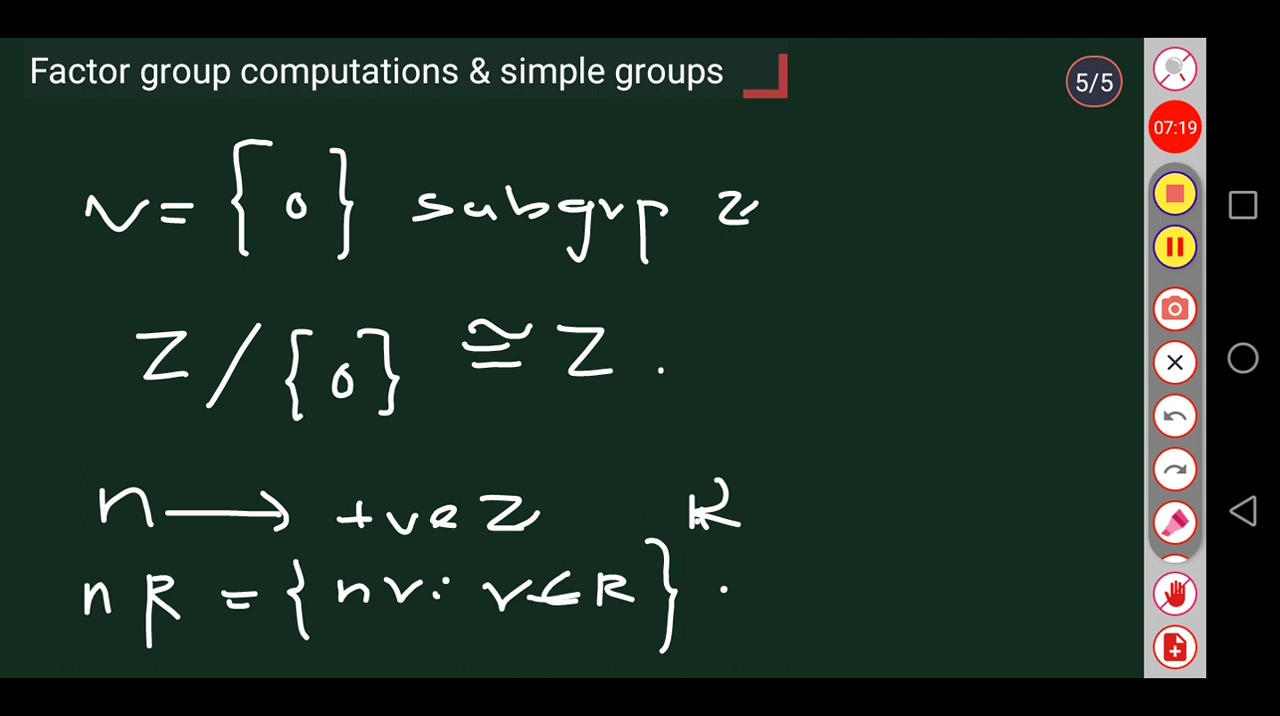 Factor group computations & simple groups
5/5
07:19
N = {0} subgrp Z
Z / {0} ≅ Z .
n → +ve Z R
nR = {nr : r ∈ R} .